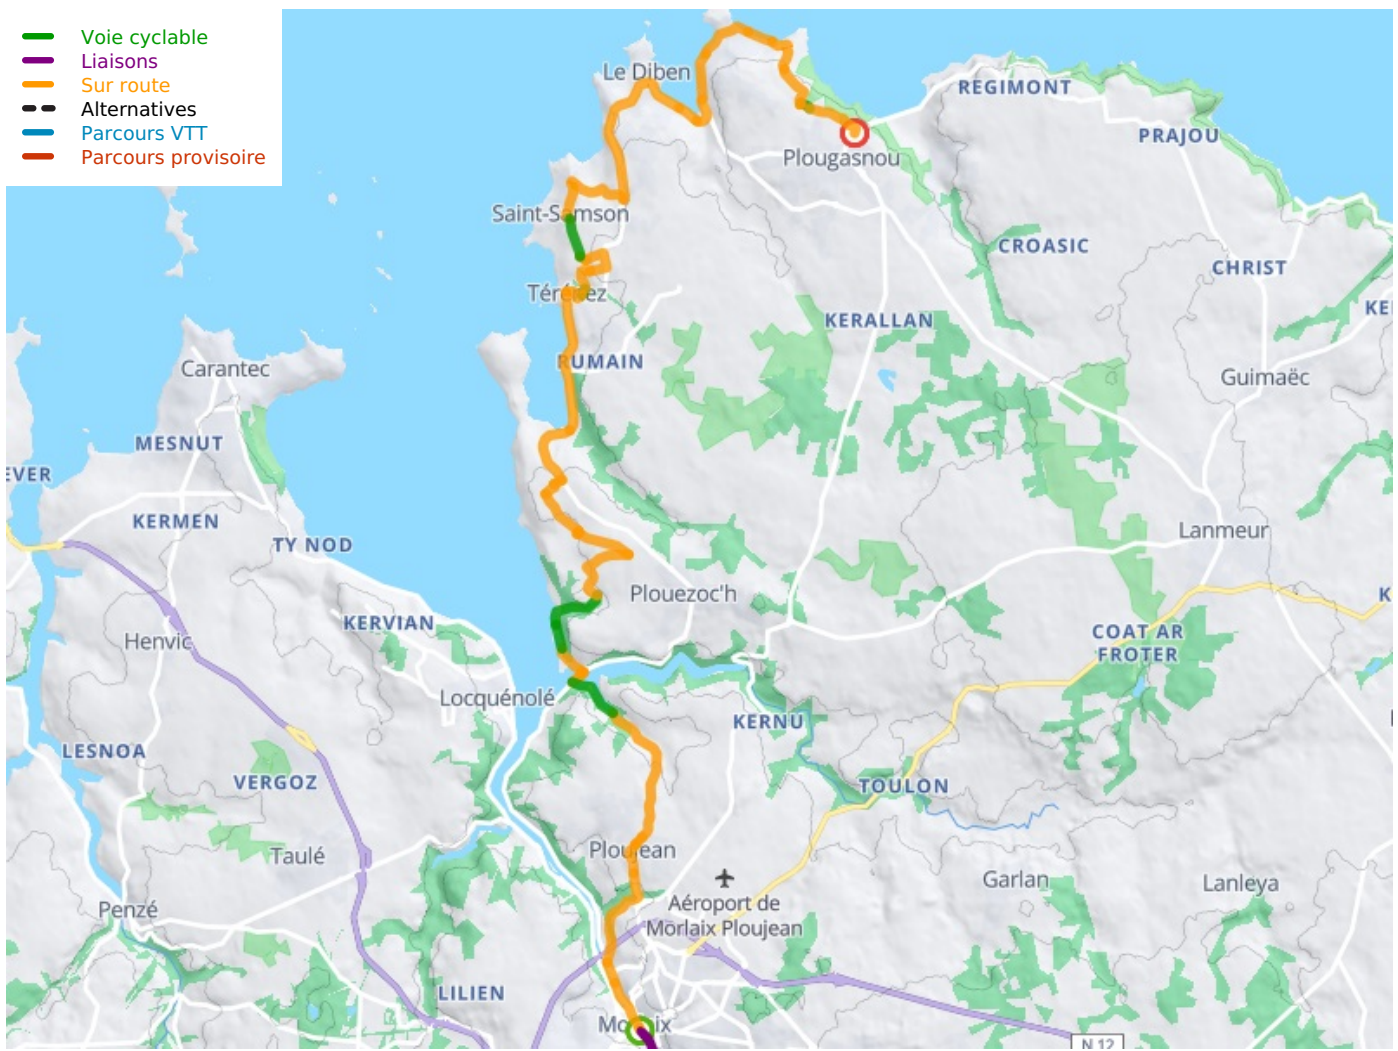 Voie cyclable
Liaisons
Sur route
Alternatives
Parcours VTT
Parcours provisoire
Le Diben
REGIMONT
PRAJOU
Plougasnou
Saint-Samson
CROASIC
CHRIST
Térénez
KERALLAN
RUMAIN
Carantec
Guimaëc
MESNUT
KERMEN
TY NOD
Lanmeur
Plouezoc'h
KERVIAN
Henvic
COAT AR
FROTER
Locquénolé
KERNU
LESNOA
VERGOZ
TOULON
Taulé
Ploujean
Garlan
Lanleya
Aéroport de
Morlaix Ploujean
Penzé
LILIEN
Morlaix
N 12